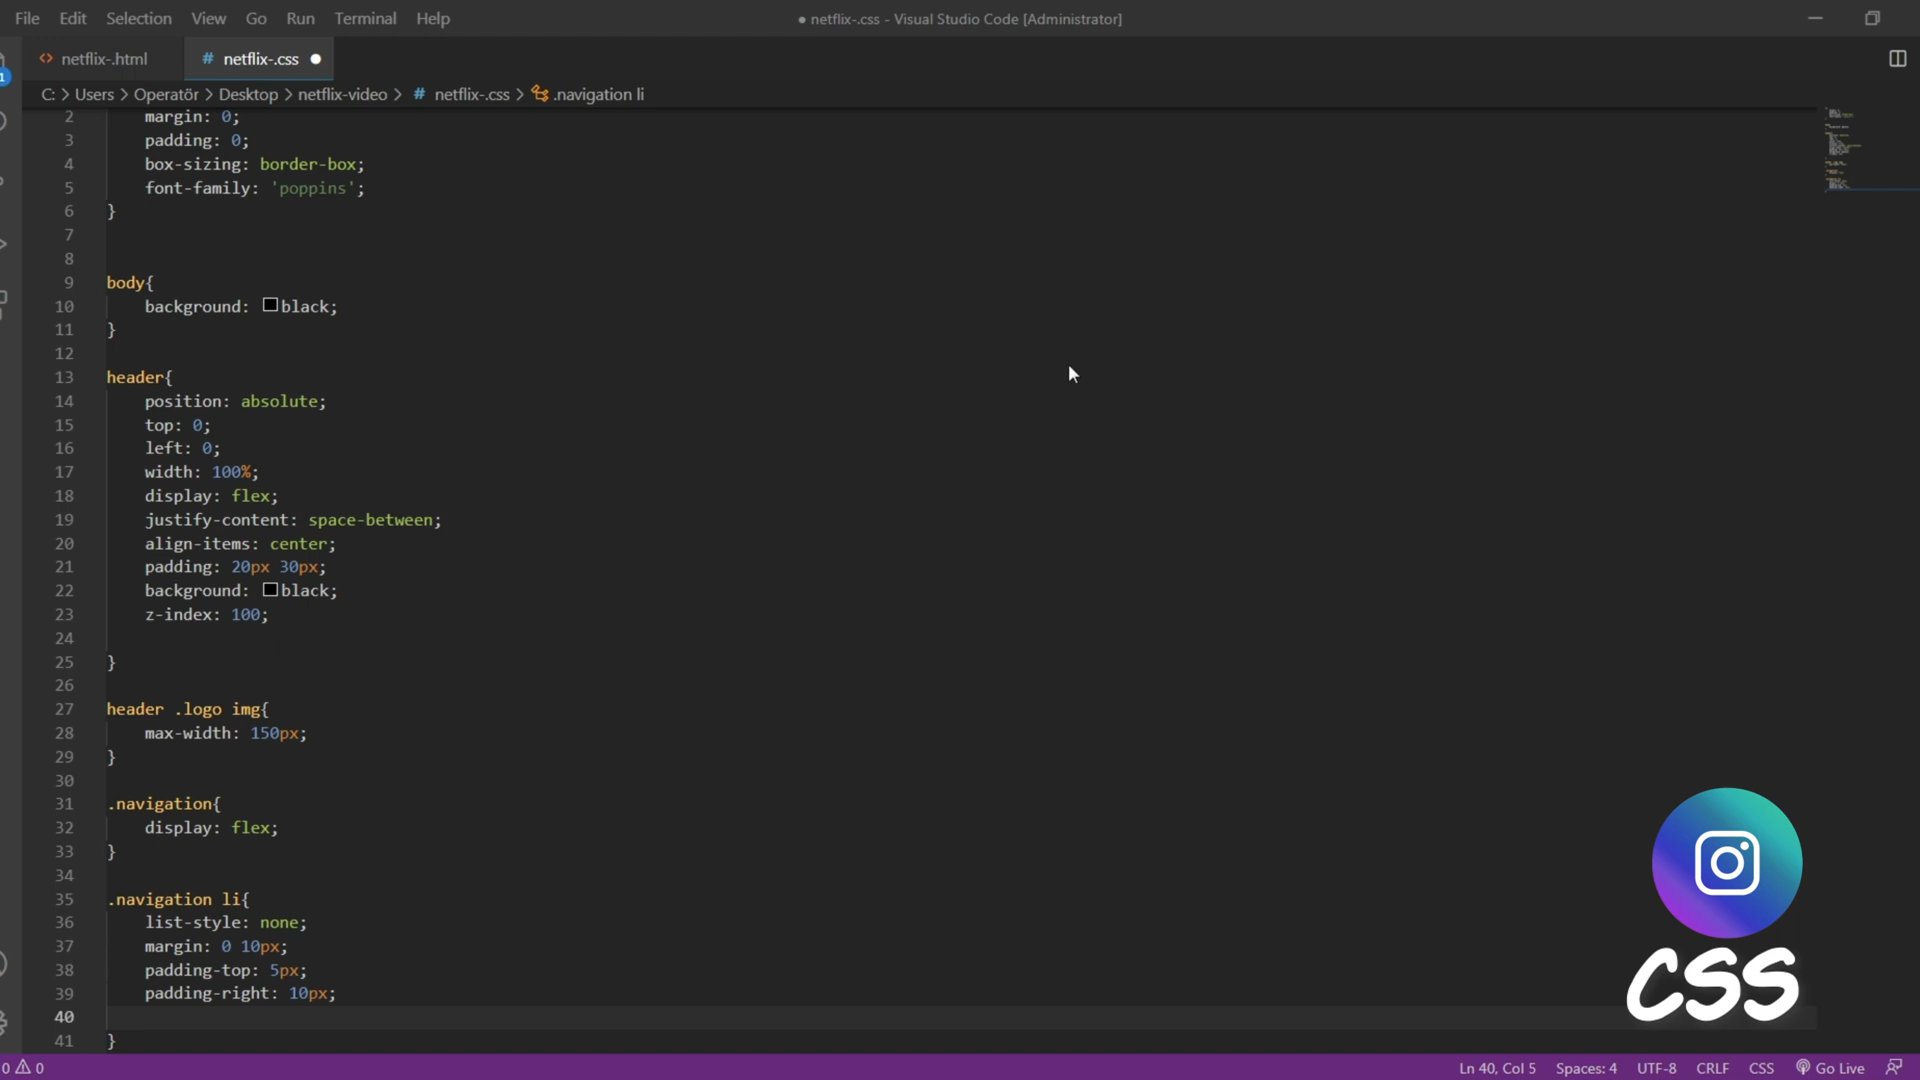 File Edit Selection View Go Run Terminal Help
● netflix-.css - Visual Studio Code [Administrator]
netflix-.html
# netflix-.css
1
C: > Users > Operatör > Desktop > netflix-video > # netflix-.css > .navigation li
2 margin: 0;
3 padding: 0;
4 box-sizing: border-box;
5 font-family: 'poppins';
6 }
7
8
9 body{
10 background: black;
11 }
12
13 header{
14 position: absolute;
15 top: 0;
16 left: 0;
17 width: 100%;
18 display: flex;
19 justify-content: space-between;
20 align-items: center;
21 padding: 20px 30px;
22 background: black;
23 z-index: 100;
24
25 }
26
27 header .logo img{
28 max-width: 150px;
29 }
30
31 .navigation{
32 display: flex;
33 }
34
35 .navigation li{
36 list-style: none;
37 margin: 0 10px;
38 padding-top: 5px;
39 padding-right: 10px;
40
41 }
CSS
0 0
Ln 40, Col 5 Spaces: 4 UTF-8 CRLF CSS Go Live